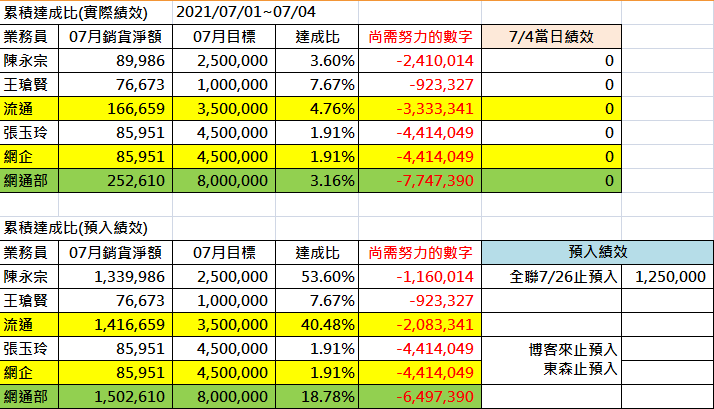 累積達成比(實際績效) 2021/07/01~07/04
業務員 07月銷貨淨額 07月目標 達成比 尚需努力的數字 7/4當日績效
陳永宗 89,986 2,500,000 3.60% -2,410,014 0
王瑲賢 76,673 1,000,000 7.67% -923,327 0
流通 166,659 3,500,000 4.76% -3,333,341 0
張玉玲 85,951 4,500,000 1.91% -4,414,049 0
網企 85,951 4,500,000 1.91% -4,414,049 0
網通部 252,610 8,000,000 3.16% -7,747,390 0
累積達成比(預入績效)
業務員 07月銷貨淨額 07月目標 達成比 尚需努力的數字 預入績效
陳永宗 1,339,986 2,500,000 53.60% -1,160,014 全聯7/26止預入 1,250,000
王瑲賢 76,673 1,000,000 7.67% -923,327
流通 1,416,659 3,500,000 40.48% -2,083,341
張玉玲 85,951 4,500,000 1.91% -4,414,049 博客來止預入
網企 85,951 4,500,000 1.91% -4,414,049 東森止預入
網通部 1,502,610 8,000,000 18.78% -6,497,390